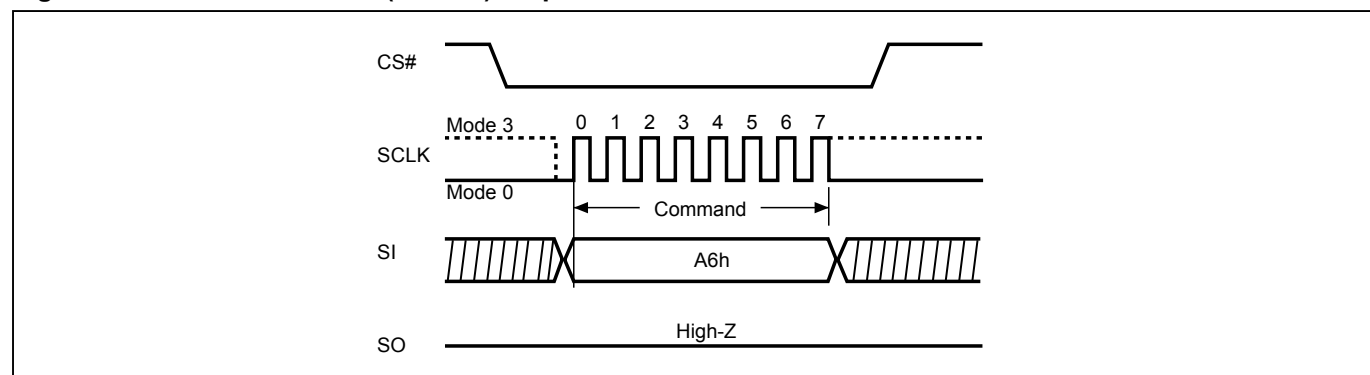 CS#
Mode 3
0 1 2 3 4 5 6 7
SCLK
Mode 0
Command
SI
A6h
High-Z
SO